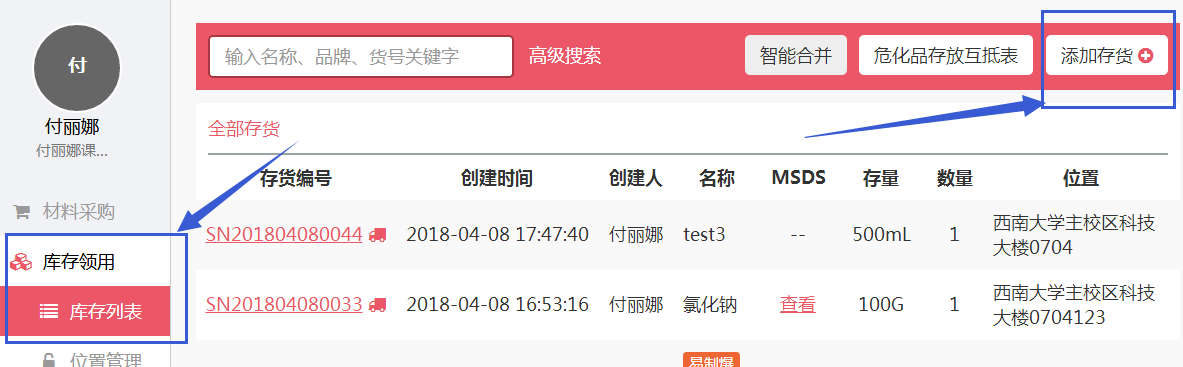 付
付丽娜
付丽娜课...
材料采购
库存领用
库存列表
位置管理
输入名称、品牌、货号关键字 高级搜索 智能合并 危化品存放互抵表 添加存货
全部存货
存货编号 创建时间 创建人 名称 MSDS 存量 数量 位置
SN201804080044 2018-04-08 17:47:40 付丽娜 test3 -- 500mL 1 西南大学主校区科技
大楼0704
SN201804080033 2018-04-08 16:53:16 付丽娜 氯化钠 查看 100G 1 西南大学主校区科技
大楼0704123
易制爆